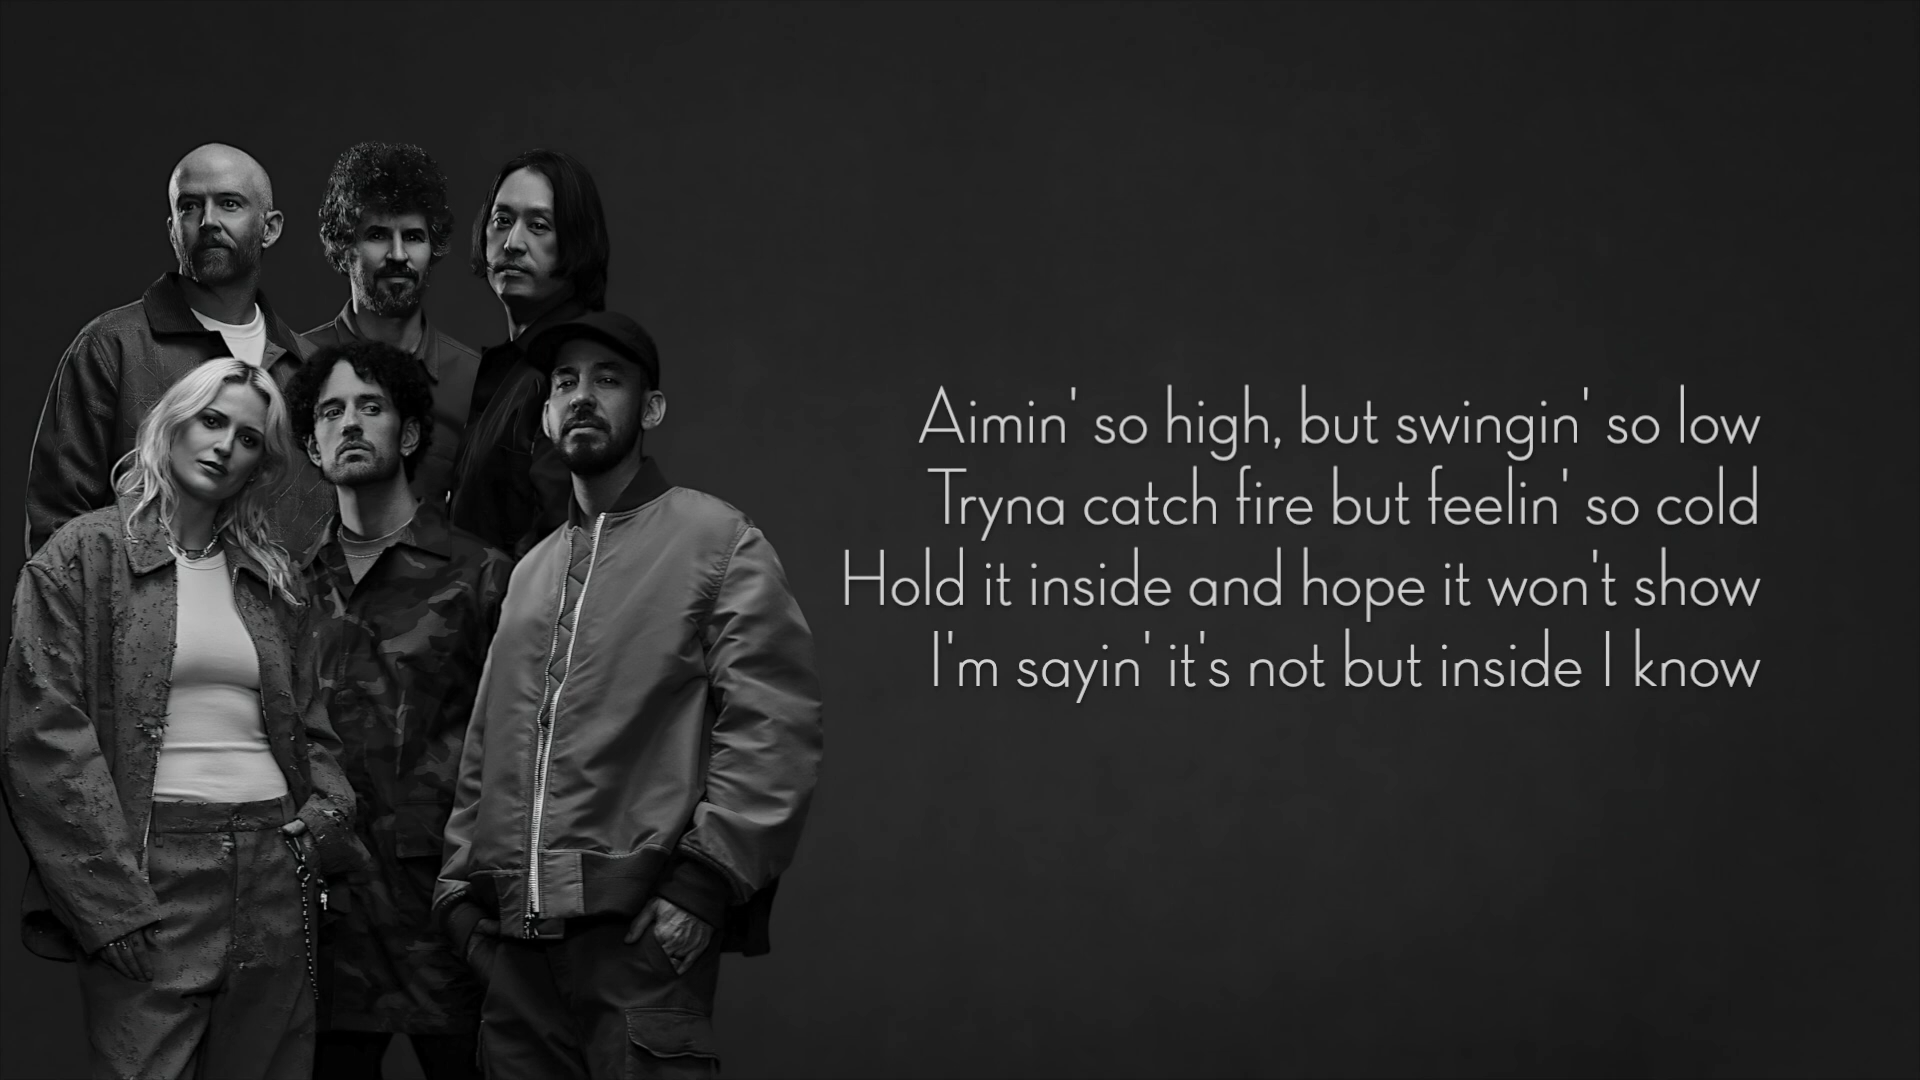 Aimin' so high, but swingin' so low
Tryna catch fire but feelin' so cold
Hold it inside and hope it won't show
I'm sayin' it's not but inside I know